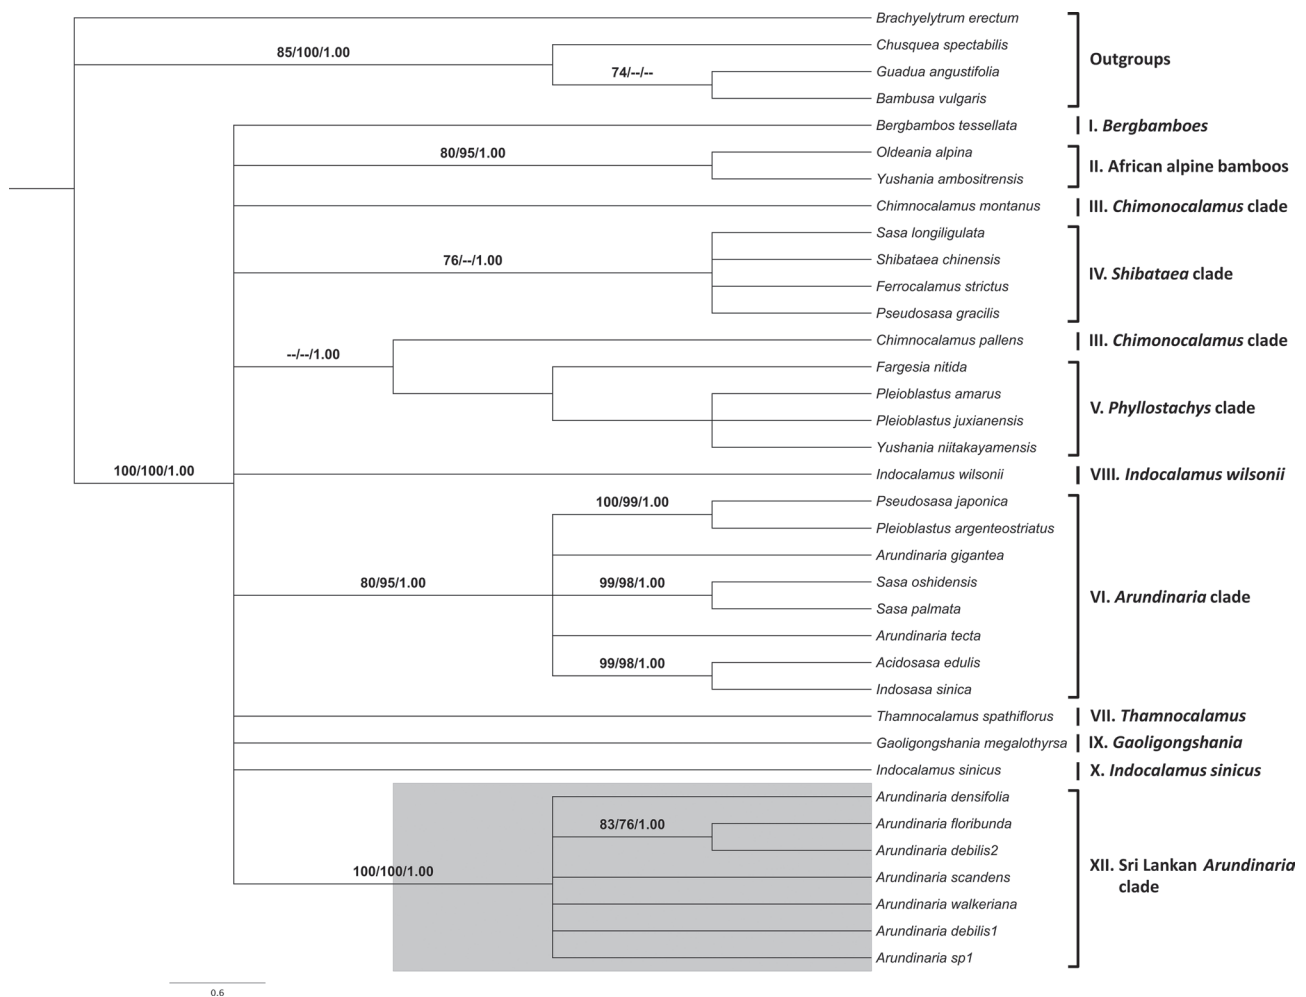 Brachyelytrum erectum
85/100/1.00
Chusquea spectabilis
Outgroups
74/--/--
Guadua angustifolia
Bambusa vulgaris
Bergbambos tessellata
I. Bergbamboes
80/95/1.00
Oldeania alpina
II. African alpine bamboos
Yushania ambositrensis
Chimnocalamus montanus
III. Chimonocalamus clade
Sasa longiligulata
76/--/1.00
Shibataea chinensis
IV. Shibataea clade
Ferrocalamus strictus
Pseudosasa gracilis
Chimnocalamus pallens
III. Chimonocalamus clade
--/--/1.00
Fargesia nitida
Pleioblastus amarus
V. Phyllostachys clade
Pleioblastus juxianensis
Yushania niitakayamensis
100/100/1.00
Indocalamus wilsonii
VIII. Indocalamus wilsonii
100/99/1.00
Pseudosasa japonica
Pleioblastus argenteostriatus
Arundinaria gigantea
80/95/1.00
99/98/1.00
Sasa oshidensis
VI. Arundinaria clade
Sasa palmata
Arundinaria tecta
99/98/1.00
Acidosasa edulis
Indosasa sinica
Thamnocalamus spathiflorus
VII. Thamnocalamus
Gaoligongshania megalothyrsa
IX. Gaoligongshania
Indocalamus sinicus
X. Indocalamus sinicus
Arundinaria densifolia
83/76/1.00
Arundinaria floribunda
Arundinaria debilis2
100/100/1.00
Arundinaria scandens
XII. Sri Lankan Arundinaria
clade
Arundinaria walkeriana
Arundinaria debilis1
Arundinaria sp1
0.6